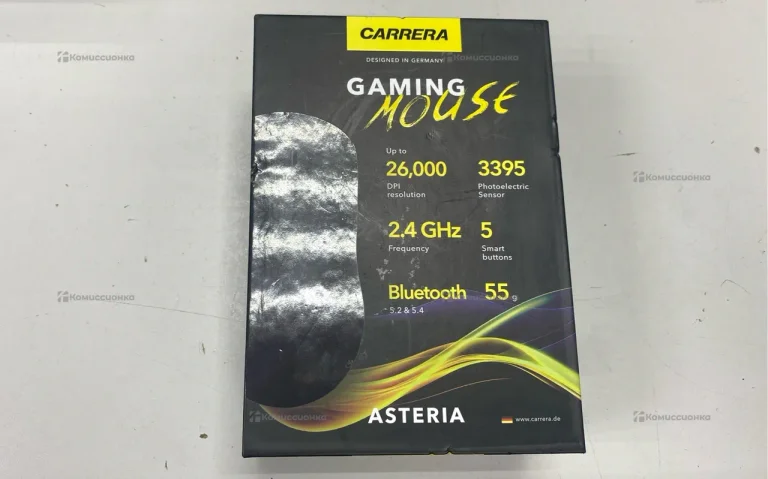 CARRERA
DESIGNED IN GERMANY
GAMING
MOUSE
Up to
26,000
DPI
resolution
3395
Photoelectric
Sensor
2.4 GHz
Frequency
5
Smart
buttons
Bluetooth
5.2 & 5.4
55 g
ASTERIA
www.carrera.de
Комиссионка
Комиссионка
Комиссионка
Комиссионка
Комиссионка
Комиссионка